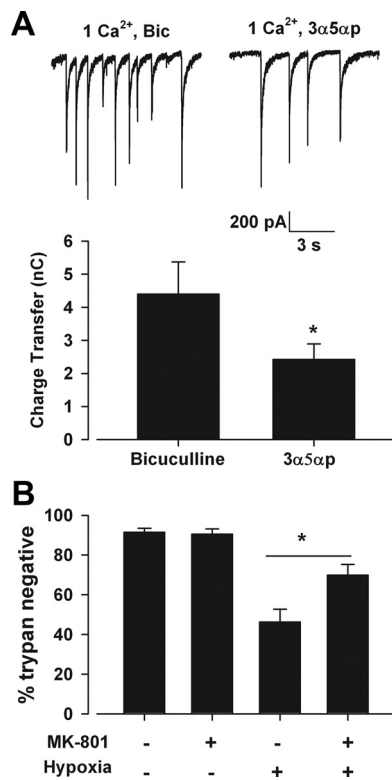 A
1 Ca²⁺, Bic
1 Ca²⁺, 3α5αp
200 pA
3 s
Charge Transfer (nC)
6
5
4
3
2
1
0
*
Bicuculline
3α5αp
B
% trypan negative
100
80
60
40
20
0
*
MK-801 - + - +
Hypoxia - - + +